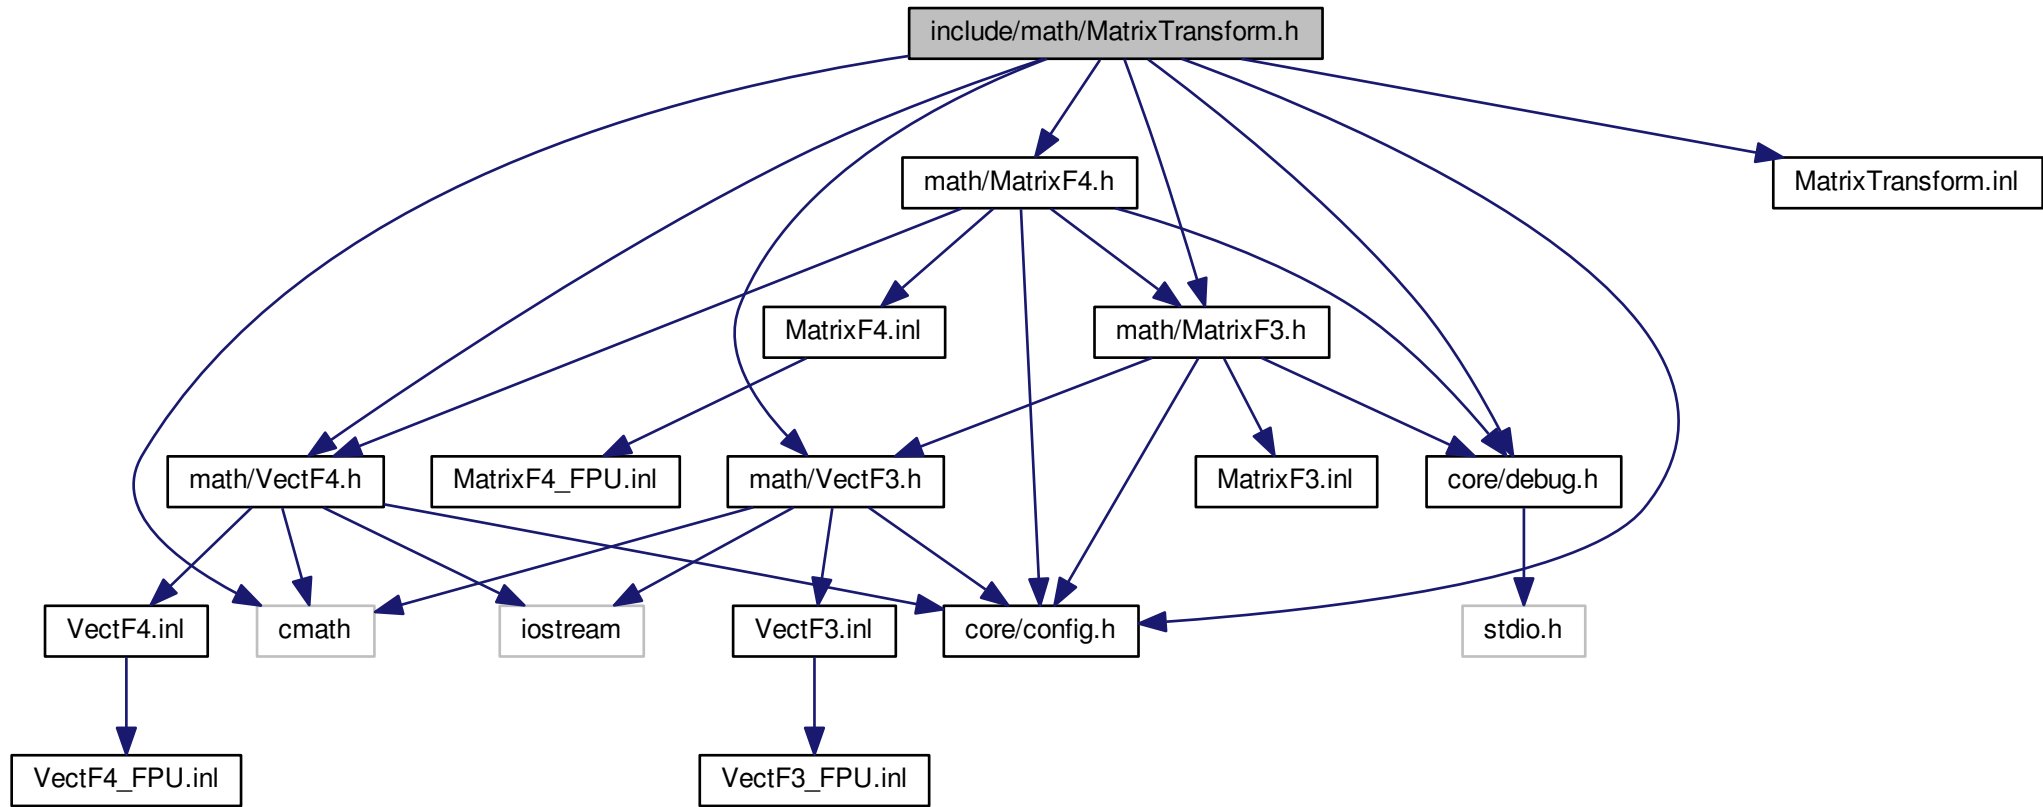 include/math/MatrixTransform.h
math/MatrixF4.h
MatrixTransform.inl
MatrixF4.inl
math/MatrixF3.h
math/VectF4.h
MatrixF4_FPU.inl
math/VectF3.h
MatrixF3.inl
core/debug.h
VectF4.inl
cmath
iostream
VectF3.inl
core/config.h
stdio.h
VectF4_FPU.inl
VectF3_FPU.inl